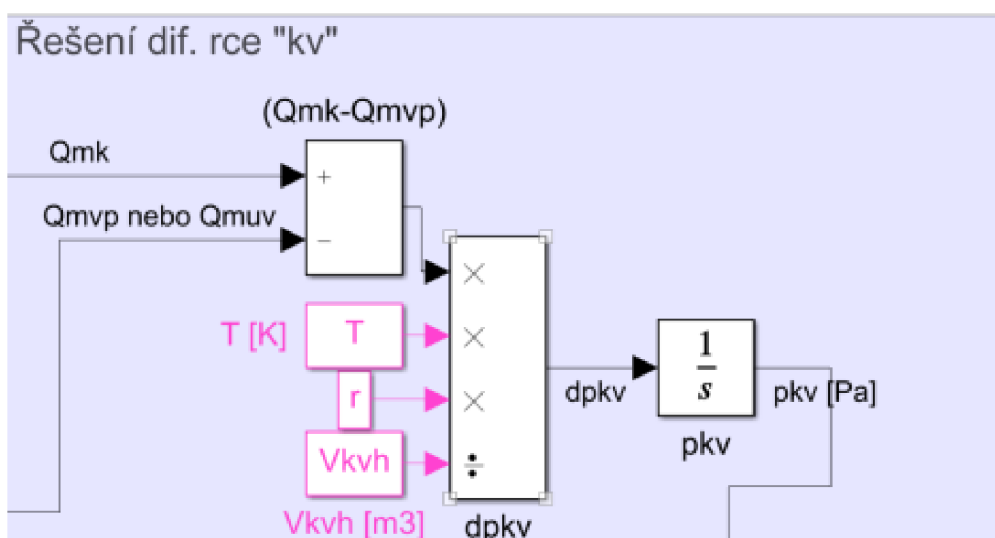 Řešení dif. rce "kv"
(Qmk-Qmvp)
Qmk
+
Qmvp nebo Qmuv
−
×
T [K]
T
×
r
×
1
s
dpkv
pkv [Pa]
pkv
Vkvh
÷
Vkvh [m3]
dpkv